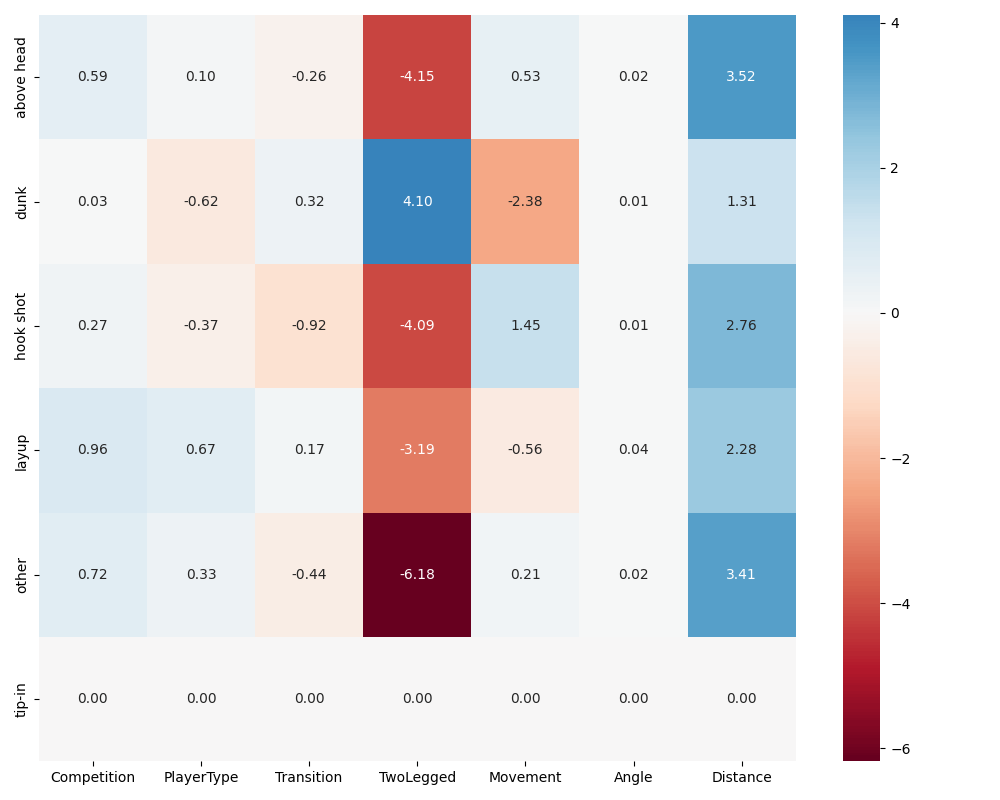 above head 0.59 0.10 -0.26 -4.15 0.53 0.02 3.52
dunk 0.03 -0.62 0.32 4.10 -2.38 0.01 1.31
hook shot 0.27 -0.37 -0.92 -4.09 1.45 0.01 2.76
layup 0.96 0.67 0.17 -3.19 -0.56 0.04 2.28
other 0.72 0.33 -0.44 -6.18 0.21 0.02 3.41
tip-in 0.00 0.00 0.00 0.00 0.00 0.00 0.00
Competition PlayerType Transition TwoLegged Movement Angle Distance
4
2
0
−2
−4
−6